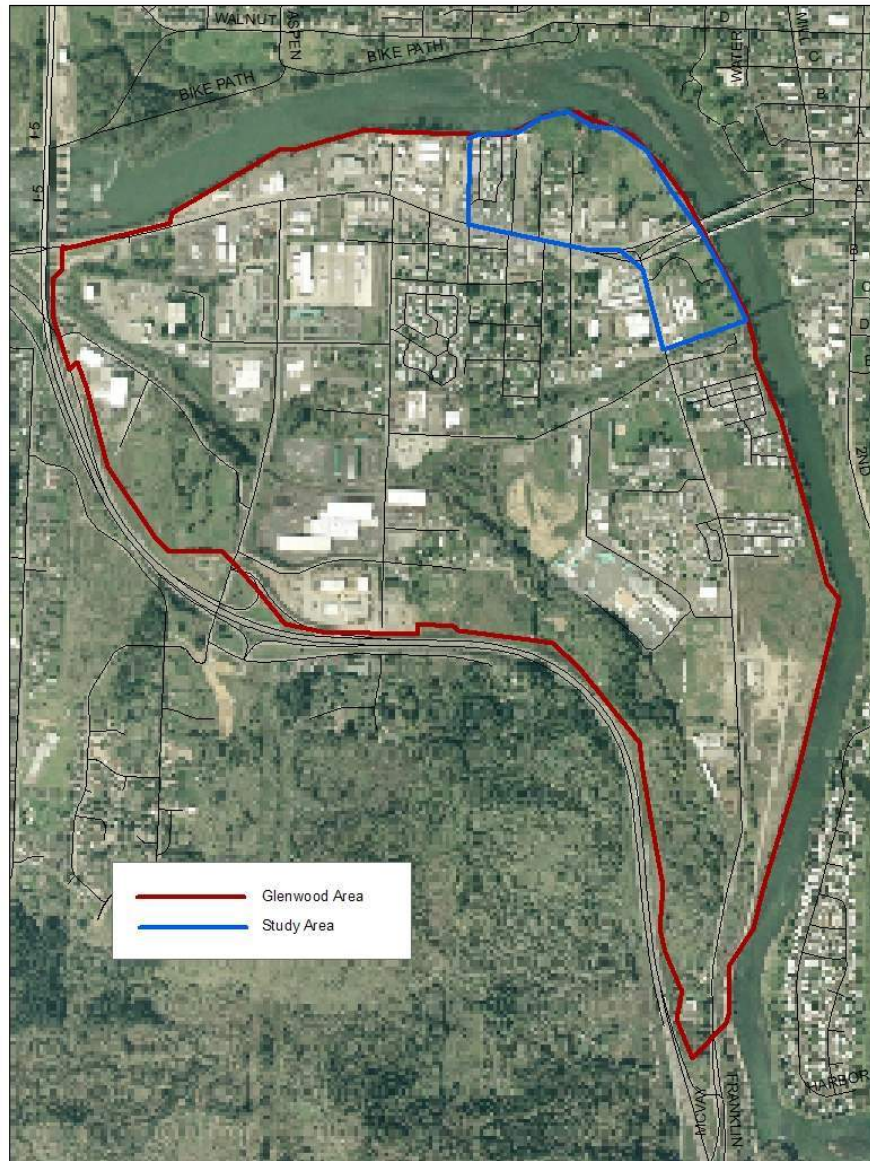 WALNUT
ASPEN
BIKE PATH
BIKE PATH
WATER
MILL
D
C
B
A
A
I-5
I-5
B
C
D
E
2ND
Glenwood Area
Study Area
MCVAY
FRANKLIN
HARBOR